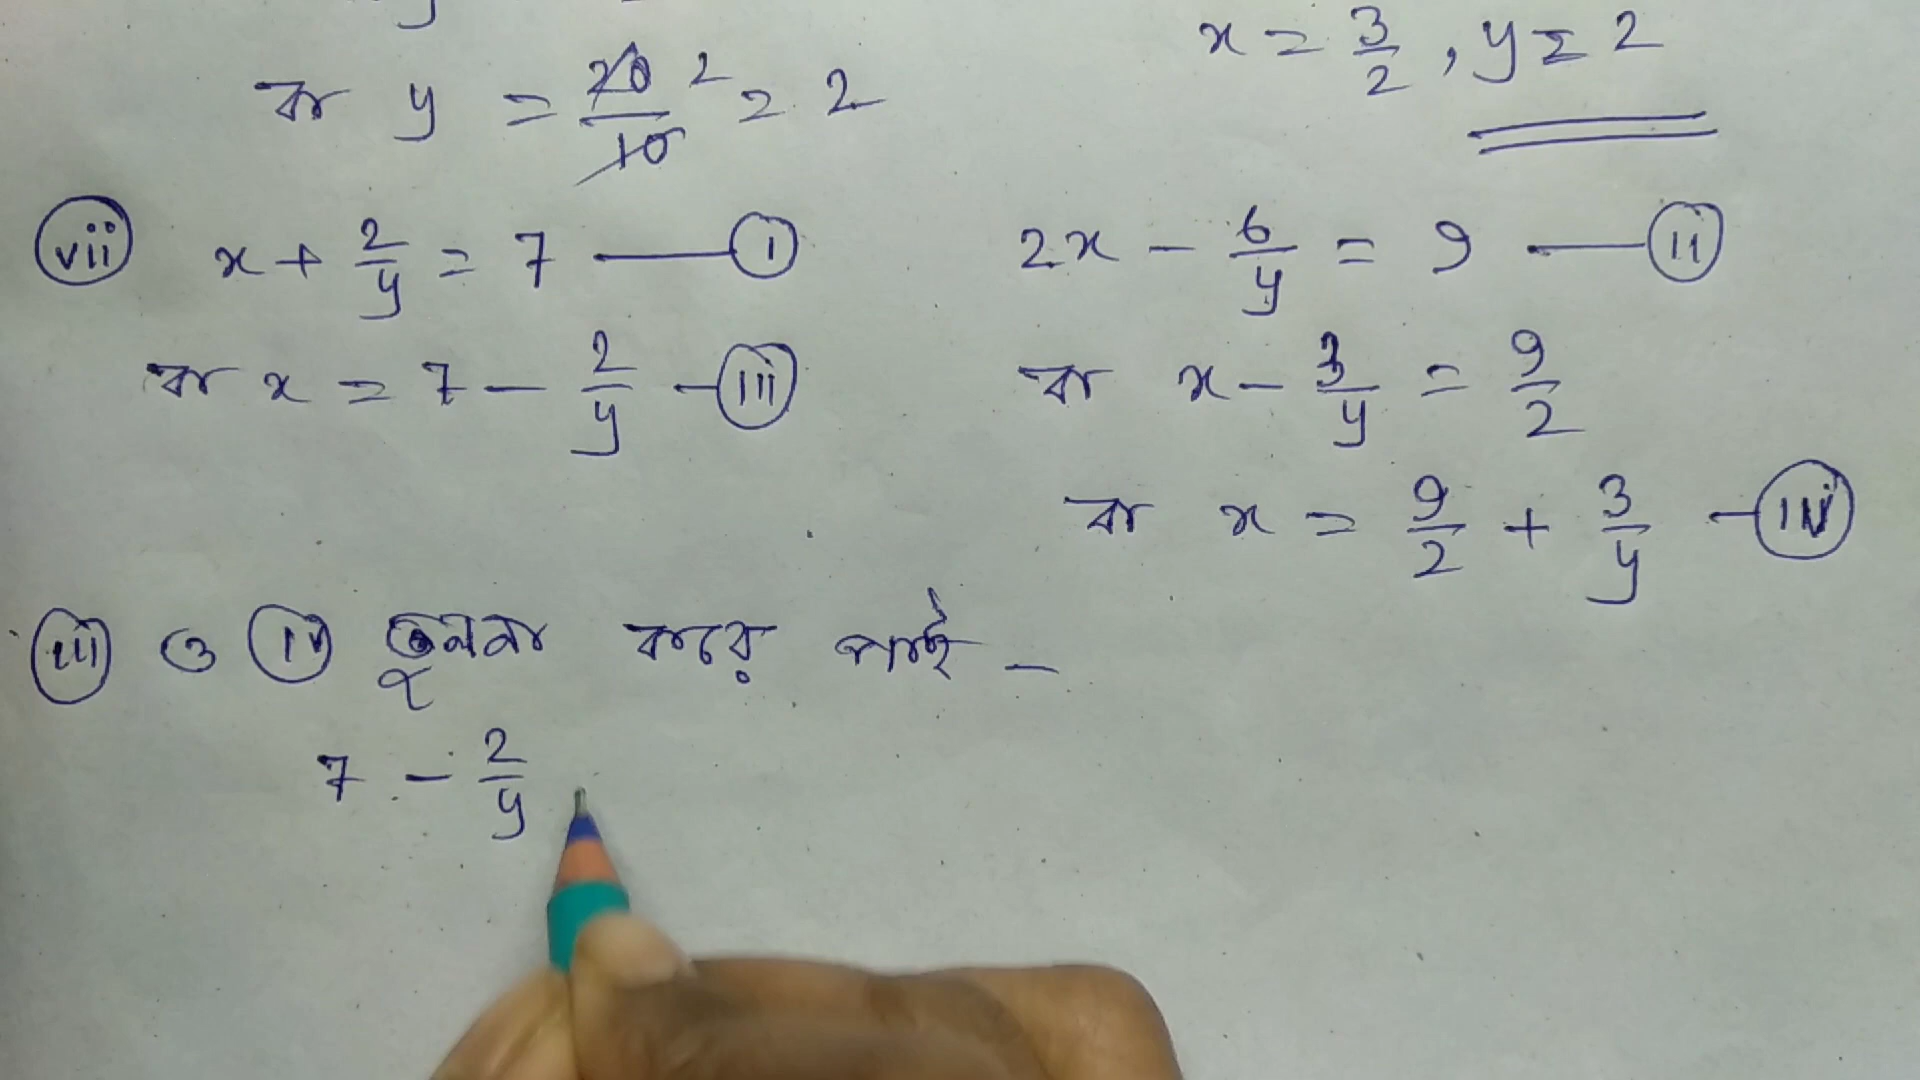 বা y = 20/10 2 = 2
x = 3/2 , y = 2
(vii) x + 2/y = 7 —— (i)
2x - 6/y = 9 —— (ii)
বা x = 7 - 2/y - (iii)
বা x - 3/y = 9/2
বা x = 9/2 + 3/y - (iv)
(iii) ও (iv) তুলনা করে পাই -
7 - 2/y